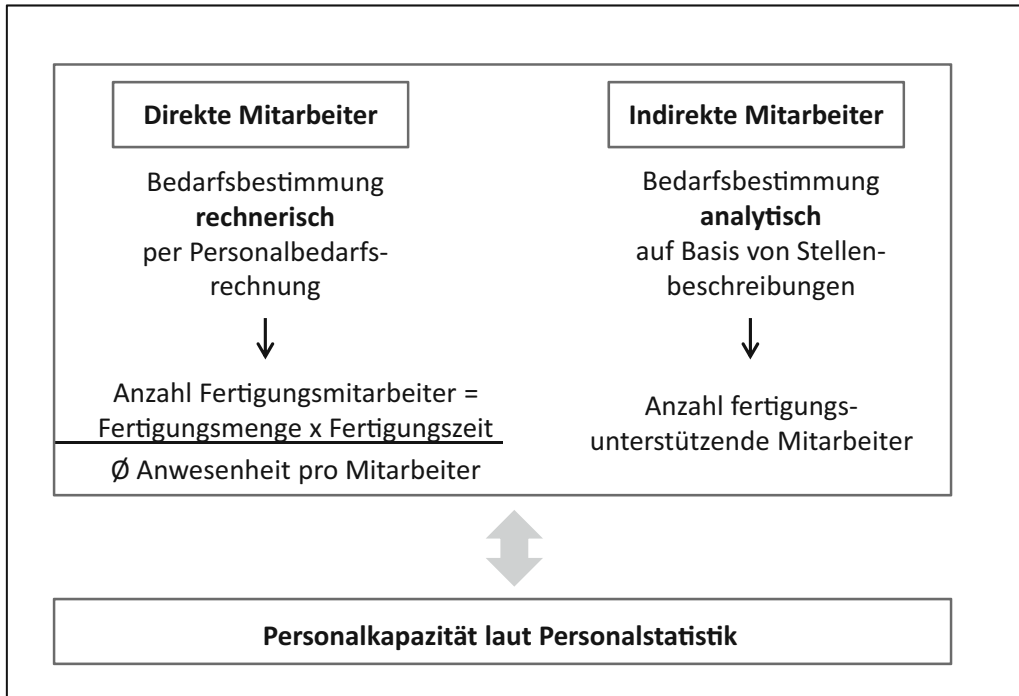 Direkte Mitarbeiter
Bedarfsbestimmung
rechnerisch
per Personalbedarfs-
rechnung
Anzahl Fertigungsmitarbeiter =
Fertigungsmenge x Fertigungszeit
Ø Anwesenheit pro Mitarbeiter
Indirekte Mitarbeiter
Bedarfsbestimmung
analytisch
auf Basis von Stellen-
beschreibungen
Anzahl fertigungs-
unterstützende Mitarbeiter
Personalkapazität laut Personalstatistik